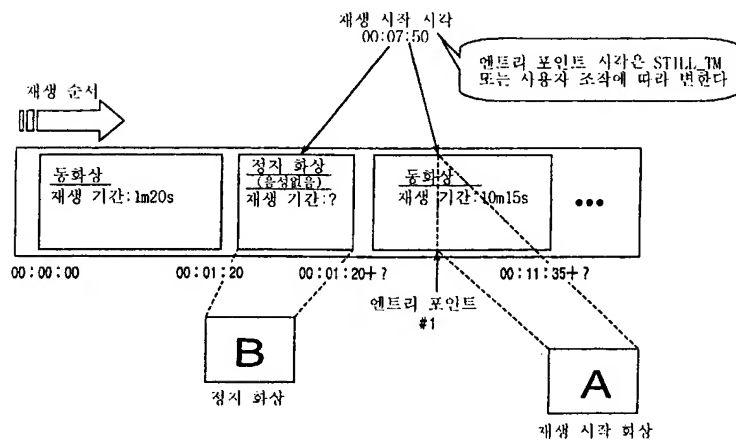 재생 시작 시각
00:07:50
엔트리 포인트 시각은 STILL_TM
또는 사용자 조작에 따라 변한다
재생 순서
동화상
재생 기간:1m20s
정지 화상
(음성없음)
재생 기간:?
동화상
재생 기간:10m15s
•••
00:00:00
00:01:20
00:01:20+?
00:11:35+?
엔트리 포인트
#1
B
정지 화상
A
재생 시작 화상